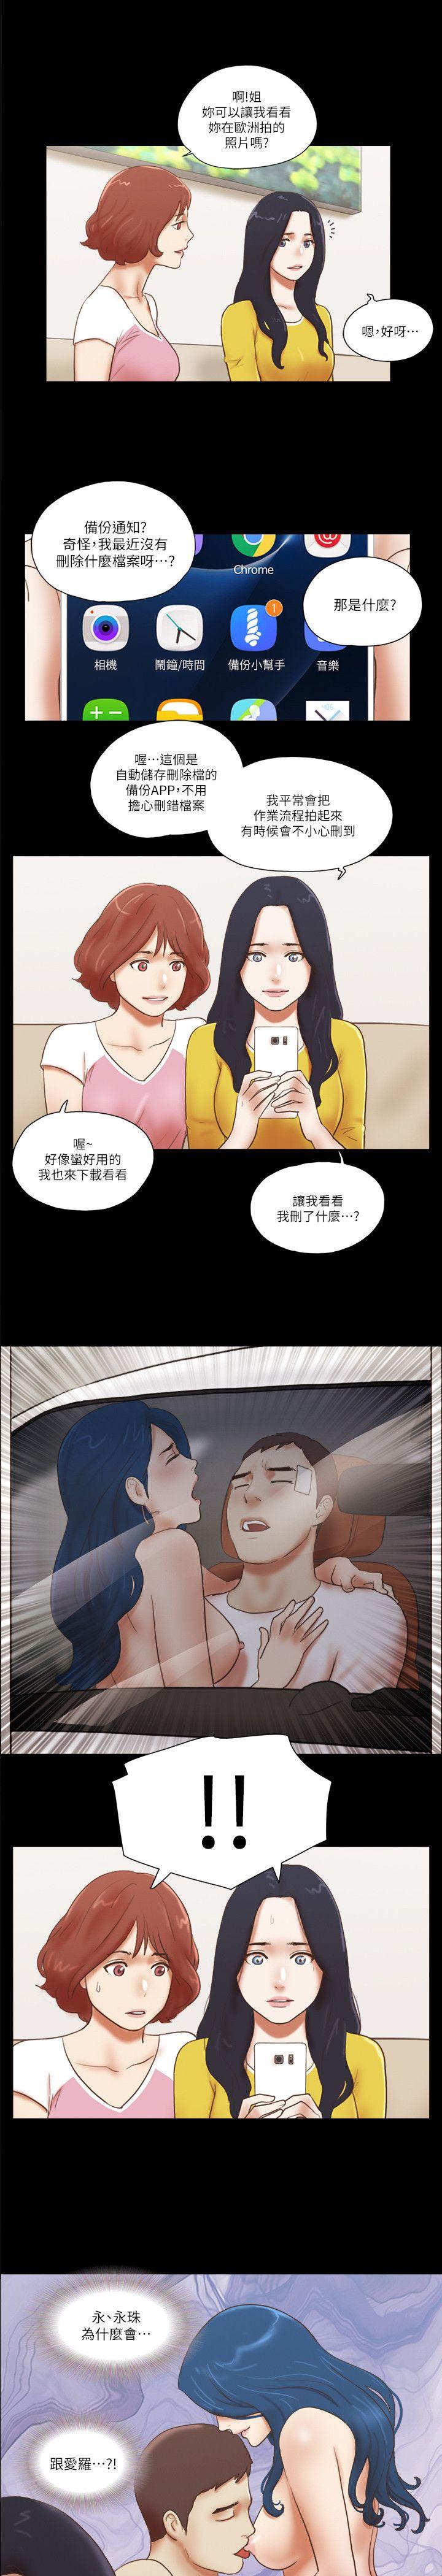 啊!姐
妳可以讓我看看
妳在歐洲拍的
照片嗎?
嗯,好呀…
備份通知?
奇怪,我最近沒有
刪除什麼檔案呀…?
@
Chrome
那是什麼?
1
相機
鬧鐘/時間
備份小幫手
音樂
喔…這個是
自動儲存刪除檔的
備份APP,不用
擔心刪錯檔案
我平常會把
作業流程拍起來
有時候會不小心刪到
喔~
好像蠻好用的
我也來下載看看
讓我看看
我刪了什麼…?
!!
永、永珠
為什麼會…
跟愛羅…?!